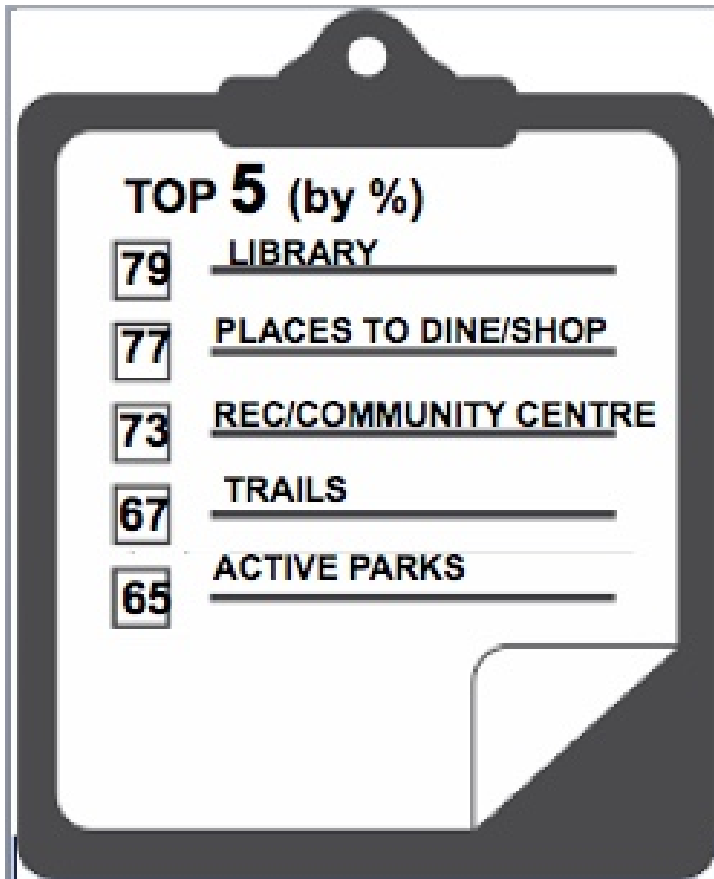 TOP 5 (by %)
79 LIBRARY
77 PLACES TO DINE/SHOP
73 REC/COMMUNITY CENTRE
67 TRAILS
65 ACTIVE PARKS